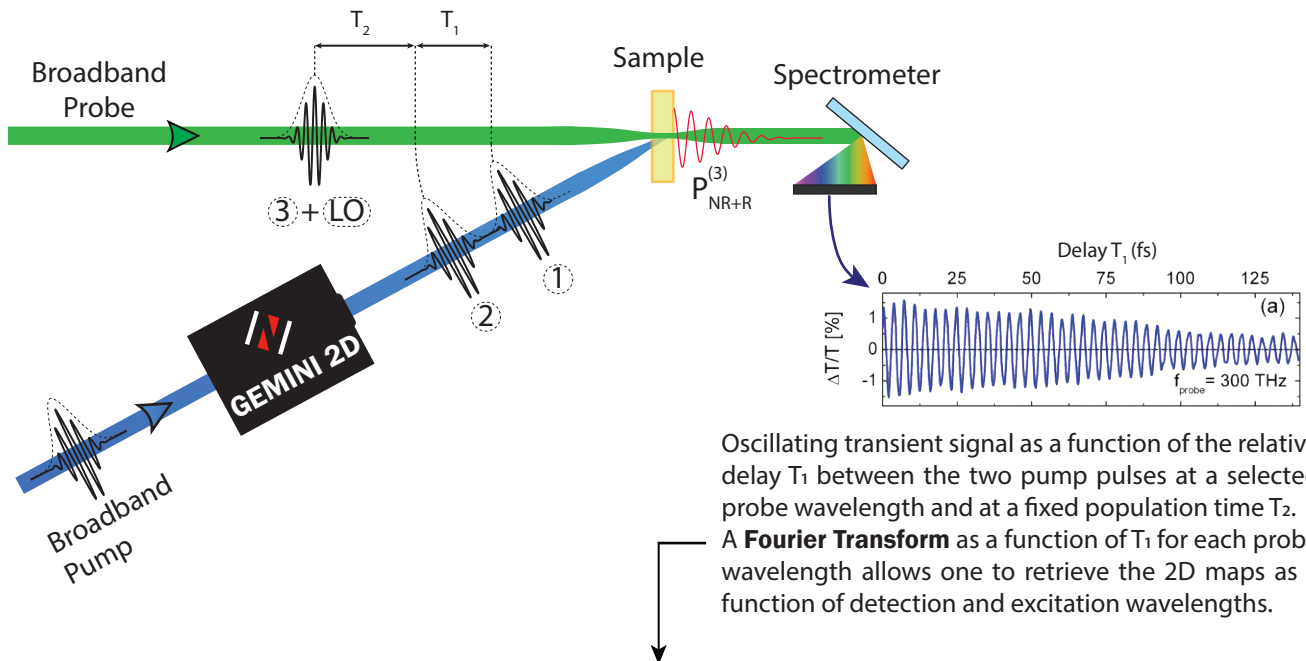 T2
T1
Broadband
Probe
Sample
Spectrometer
3 + LO
P(3)NR+R
1
2
GEMINI 2D
Broadband
Pump
Delay T1 (fs)
0 25 50 75 100 125
(a)
ΔT/T [%]
1
0
-1
fprobe = 300 THz
Oscillating transient signal as a function of the relativ
delay T1 between the two pump pulses at a selected
probe wavelength and at a fixed population time T2.
A Fourier Transform as a function of T1 for each prob
wavelength allows one to retrieve the 2D maps as
function of detection and excitation wavelengths.